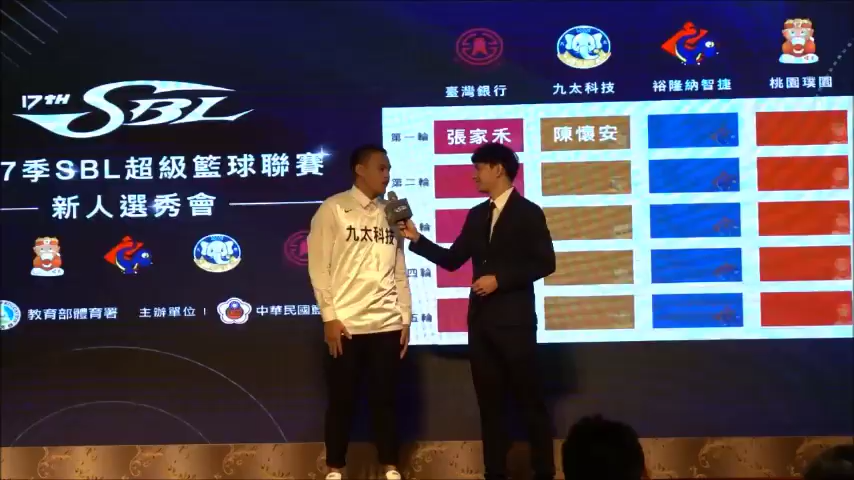 17TH
SBL
7季SBL超級籃球聯賽
新人選秀會
教育部體育署 主辦單位 中華民國籃
臺灣銀行 九太科技 裕隆納智捷 桃園璞園
第一輪 張家禾 陳懷安
第二輪
輪
四輪
五輪
九太科技